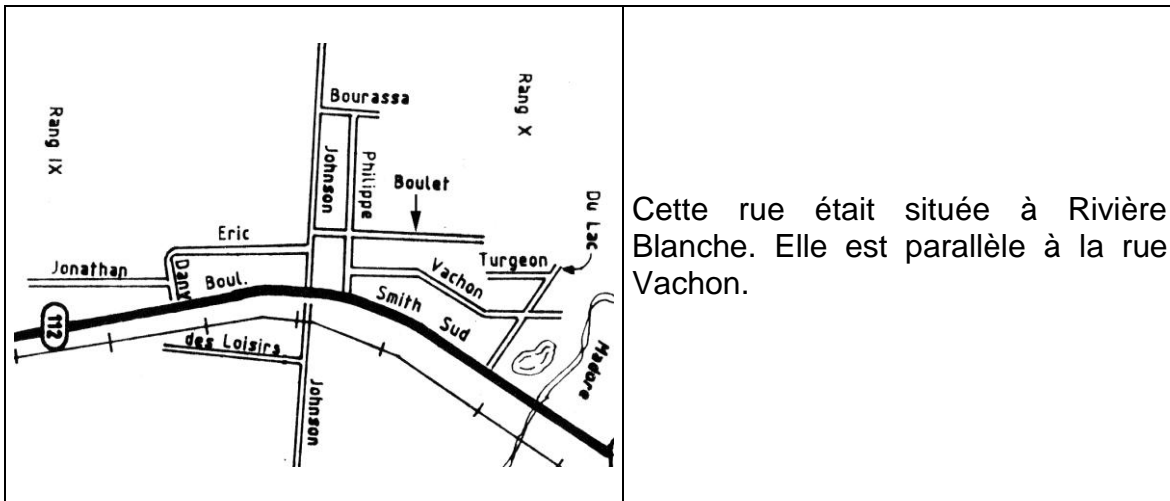 Bourassa
Rang X
Rang IX
Johnson
Philippe
Boulet
Du Lac
Eric
Turgeon
Vachon
Jonathan
Dany
Boul.
Smith
Sud
112
des Loisirs
Madore
Johnson
Cette rue était située à Rivière
Blanche. Elle est parallèle à la rue
Vachon.